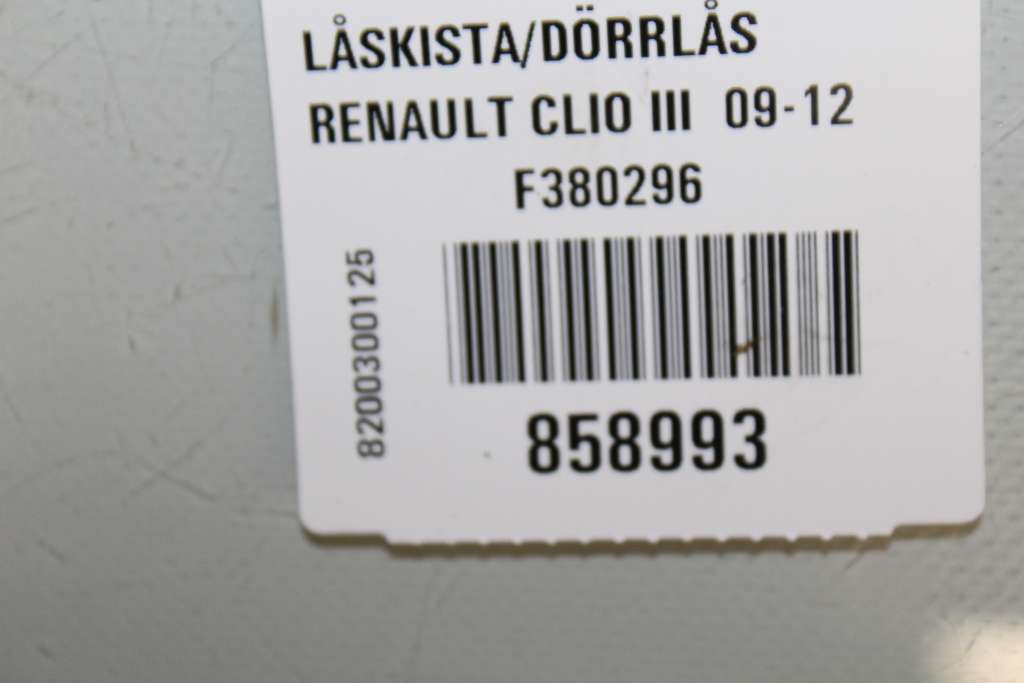 LÅSKISTA/DÖRRLÅS
RENAULT CLIO III 09-12
F380296
8200300125
858993